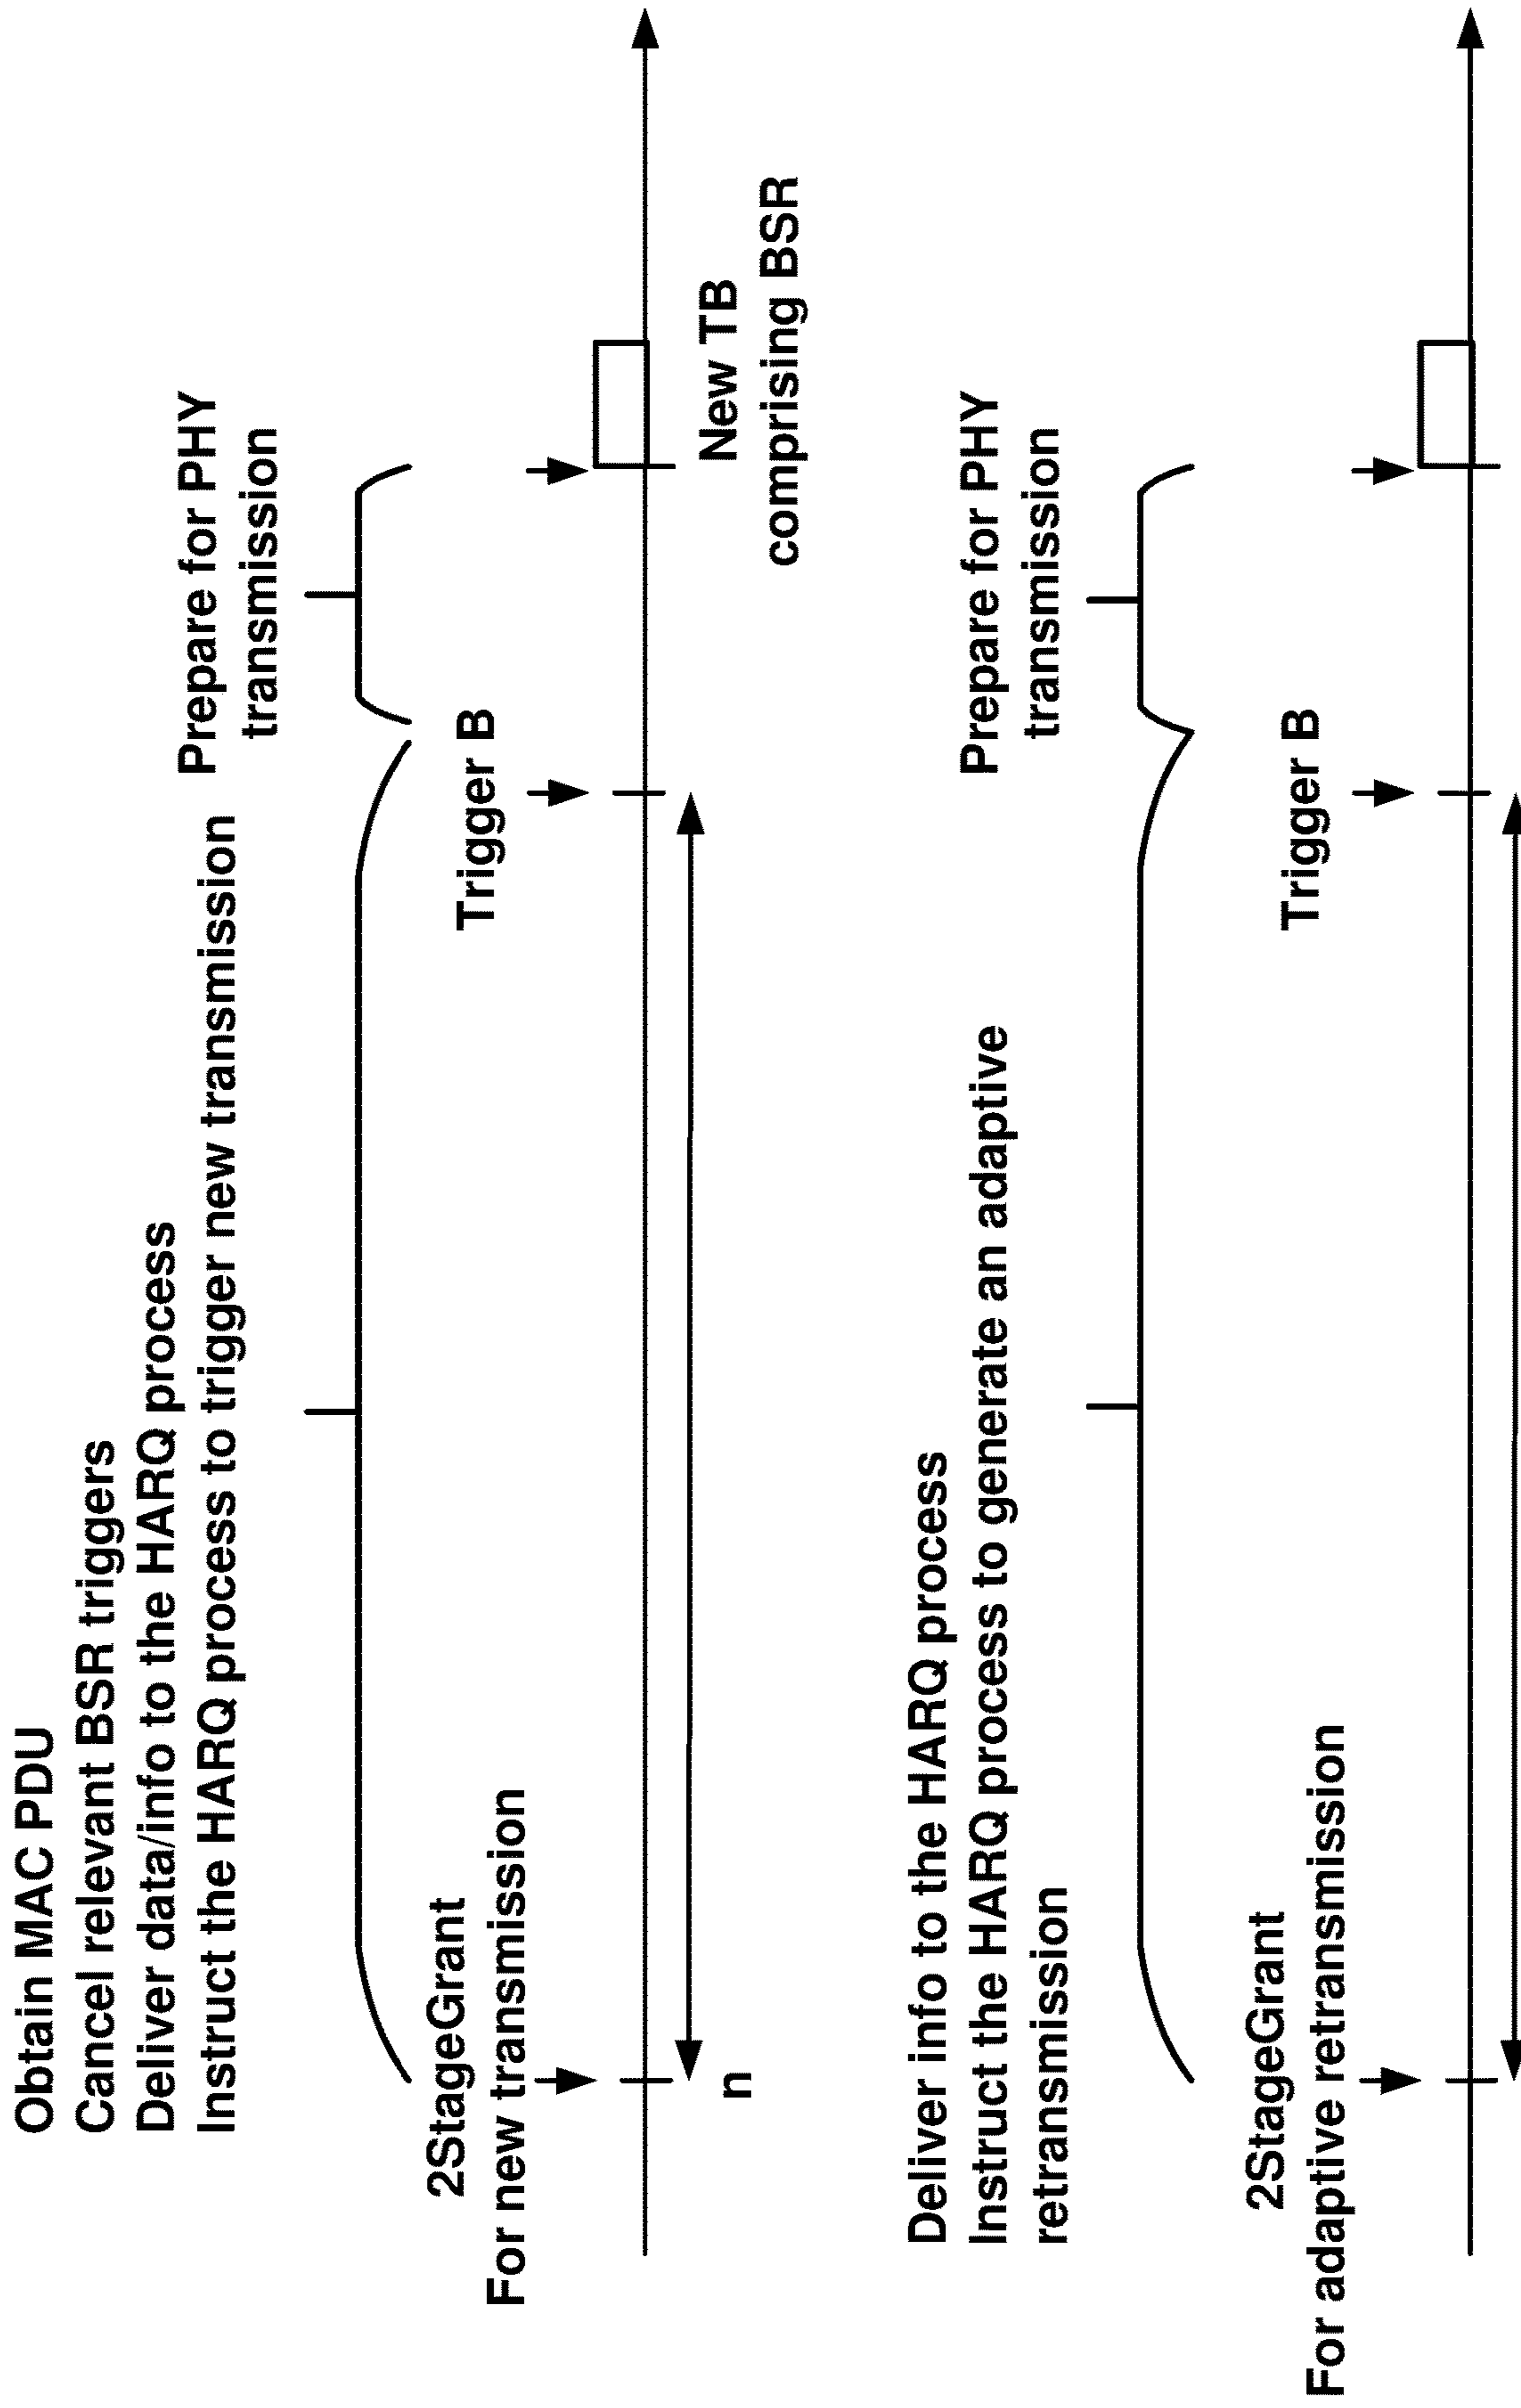 Obtain MAC PDU
Cancel relevant BSR triggers
Deliver data/info to the HARQ process
Instruct the HARQ process to trigger new transmission
Prepare for PHY
transmission
2StageGrant
For new transmission
Trigger B
n
New TB
comprising BSR
Deliver info to the HARQ process
Instruct the HARQ process to generate an adaptive
retransmission
Prepare for PHY
transmission
2StageGrant
For adaptive retransmission
Trigger B